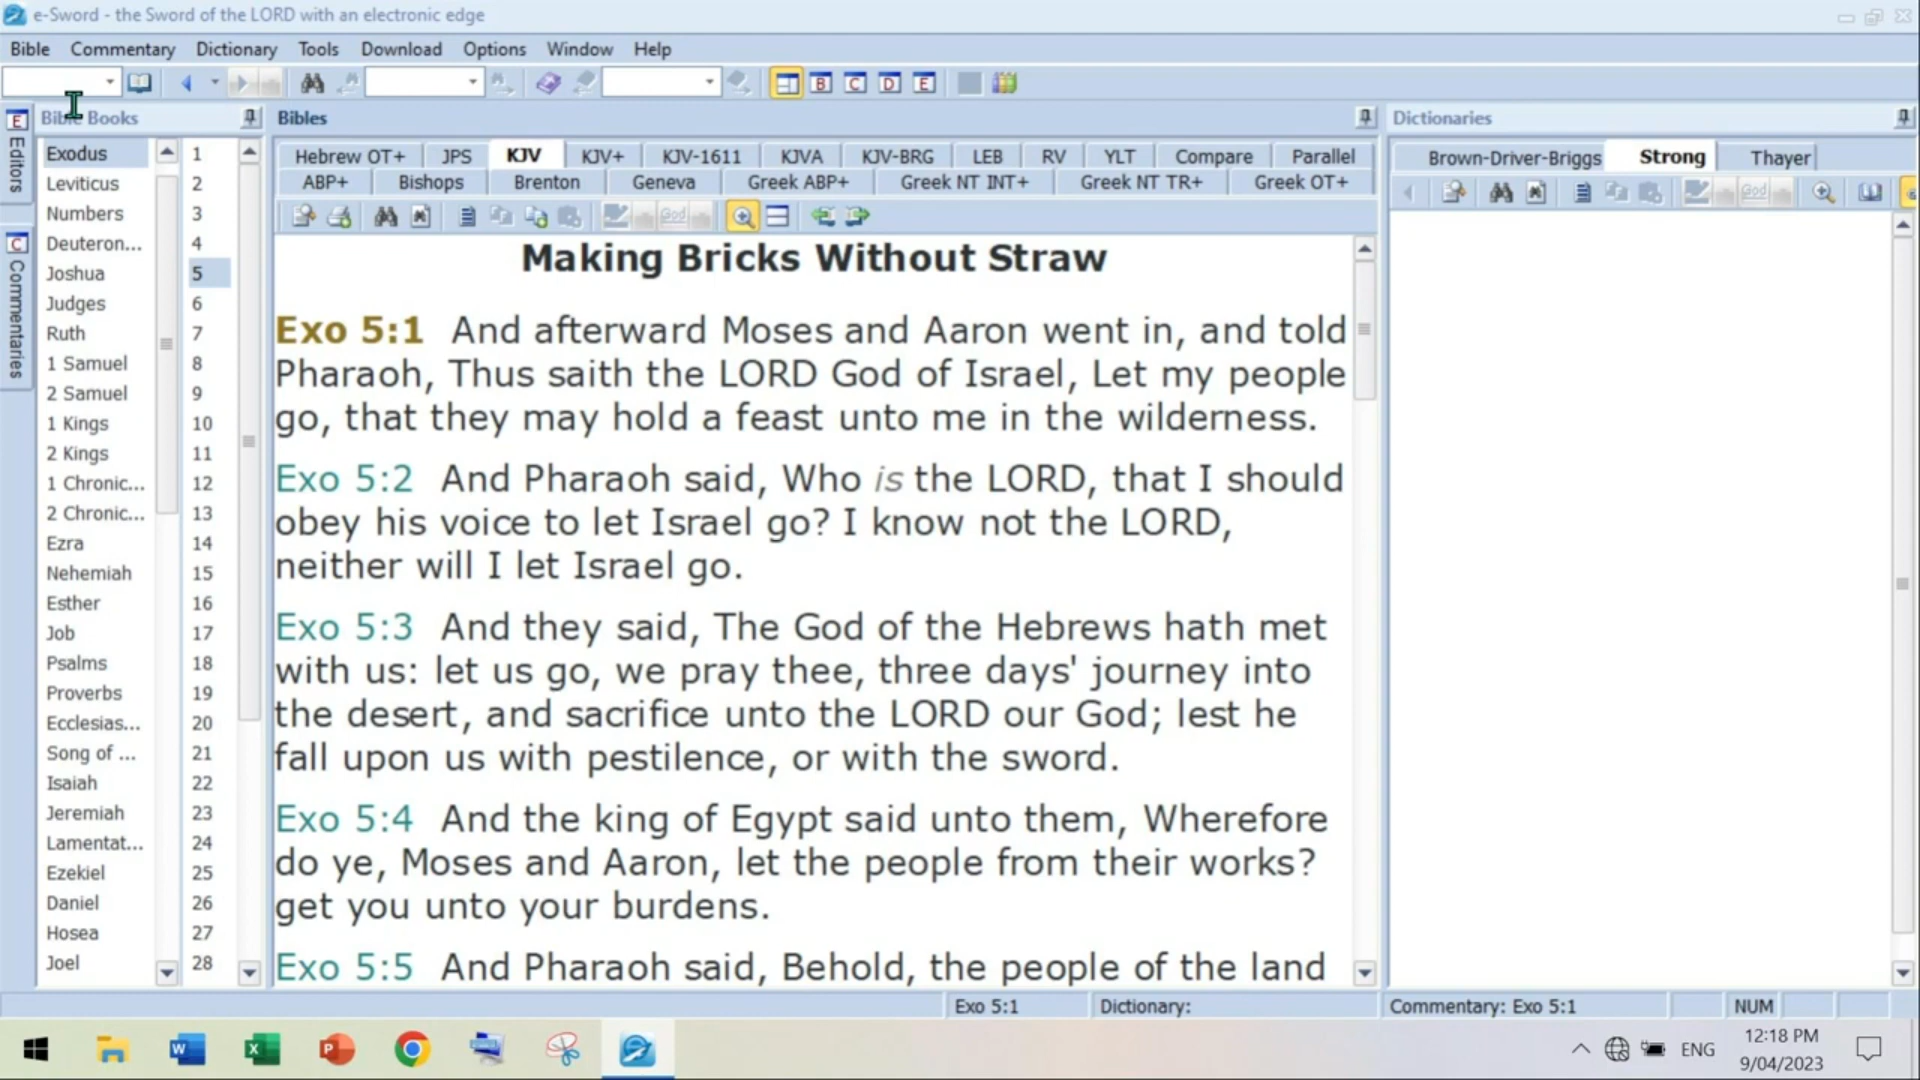 e-Sword - the Sword of the LORD with an electronic edge
Bible Commentary Dictionary Tools Download Options Window Help
B C D E
E Editors
C Commentaries
Bible Books
Exodus
Leviticus
Numbers
Deuteron...
Joshua
Judges
Ruth
1 Samuel
2 Samuel
1 Kings
2 Kings
1 Chronic...
2 Chronic...
Ezra
Nehemiah
Esther
Job
Psalms
Proverbs
Ecclesias...
Song of ...
Isaiah
Jeremiah
Lamentat...
Ezekiel
Daniel
Hosea
Joel
1
2
3
4
5
6
7
8
9
10
11
12
13
14
15
16
17
18
19
20
21
22
23
24
25
26
27
28
Bibles
Hebrew OT+ JPS KJV KJV+ KJV-1611 KJVA KJV-BRG LEB RV YLT Compare Parallel
ABP+ Bishops Brenton Geneva Greek ABP+ Greek NT INT+ Greek NT TR+ Greek OT+
God
Making Bricks Without Straw
Exo 5:1 And afterward Moses and Aaron went in, and told
Pharaoh, Thus saith the LORD God of Israel, Let my people
go, that they may hold a feast unto me in the wilderness.
Exo 5:2 And Pharaoh said, Who is the LORD, that I should
obey his voice to let Israel go? I know not the LORD,
neither will I let Israel go.
Exo 5:3 And they said, The God of the Hebrews hath met
with us: let us go, we pray thee, three days' journey into
the desert, and sacrifice unto the LORD our God; lest he
fall upon us with pestilence, or with the sword.
Exo 5:4 And the king of Egypt said unto them, Wherefore
do ye, Moses and Aaron, let the people from their works?
get you unto your burdens.
Exo 5:5 And Pharaoh said, Behold, the people of the land
Dictionaries
Brown-Driver-Briggs Strong Thayer
God
Exo 5:1 Dictionary: Commentary: Exo 5:1 NUM
W X P
ENG
12:18 PM
9/04/2023